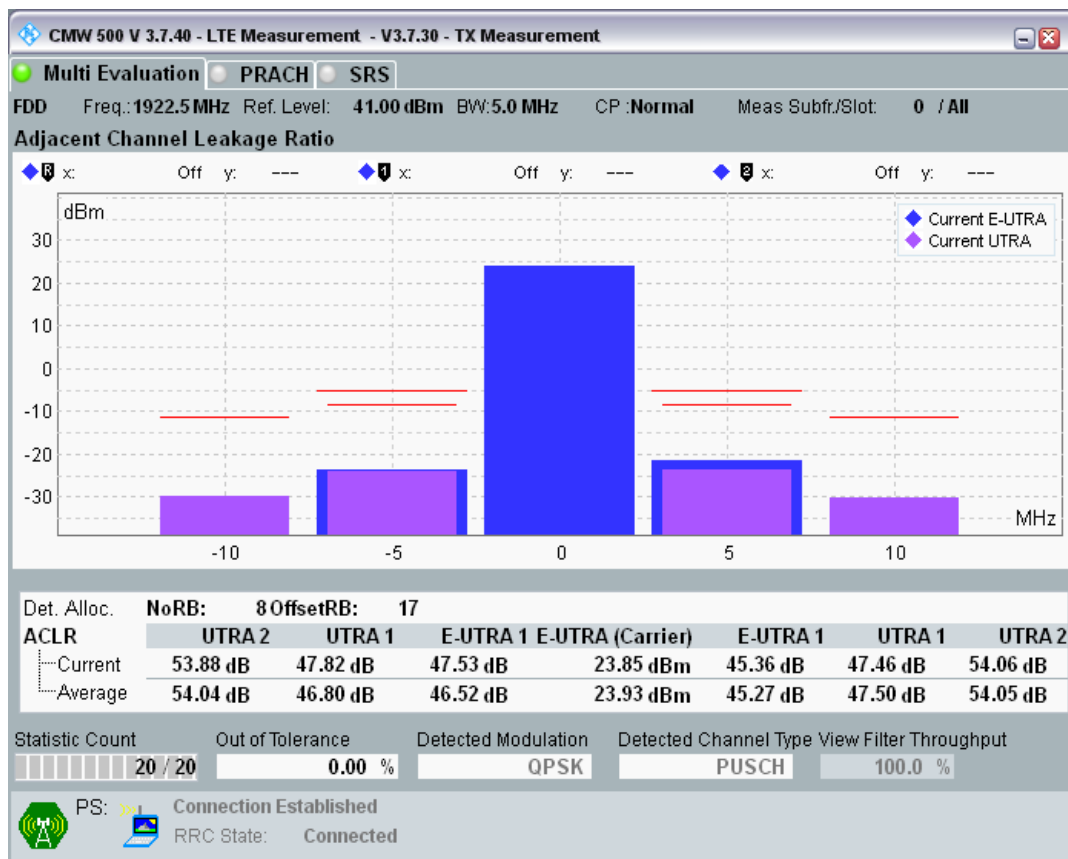 CMW 500 V 3.7.40 - LTE Measurement - V3.7.30 - TX Measurement
Multi Evaluation PRACH SRS
FDD Freq.:1922.5 MHz Ref. Level: 41.00 dBm BW:5.0 MHz CP :Normal Meas Subfr./Slot: 0 / All
Adjacent Channel Leakage Ratio
R x: Off y: --- 1 x: Off y: --- 2 x: Off y: ---
dBm
Current E-UTRA
Current UTRA
30
20
10
0
-10
-20
-30
MHz
-10 -5 0 5 10
Det. Alloc. NoRB: 8 OffsetRB: 17
ACLR UTRA 2 UTRA 1 E-UTRA 1 E-UTRA (Carrier) E-UTRA 1 UTRA 1 UTRA 2
Current 53.88 dB 47.82 dB 47.53 dB 23.85 dBm 45.36 dB 47.46 dB 54.06 dB
Average 54.04 dB 46.80 dB 46.52 dB 23.93 dBm 45.27 dB 47.50 dB 54.05 dB
Statistic Count Out of Tolerance Detected Modulation Detected Channel Type View Filter Throughput
20 / 20 0.00 % QPSK PUSCH 100.0 %
PS: Connection Established
RRC State: Connected